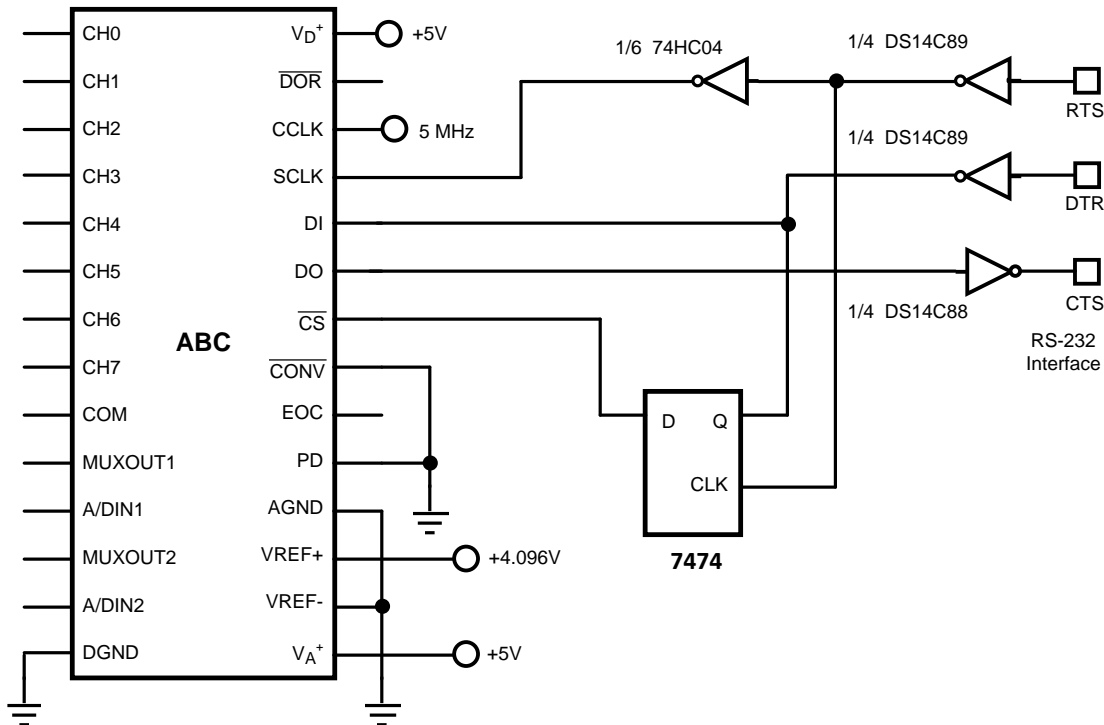 CH0
CH1
CH2
CH3
CH4
CH5
CH6
CH7
COM
MUXOUT1
A/DIN1
MUXOUT2
A/DIN2
DGND
ABC
VD+
DOR
CCLK
SCLK
DI
DO
CS
CONV
EOC
PD
AGND
VREF+
VREF-
VA+
+5V
5 MHz
+4.096V
+5V
1/6 74HC04
1/4 DS14C89
RTS
1/4 DS14C89
DTR
1/4 DS14C88
CTS
RS-232
Interface
D
Q
CLK
7474